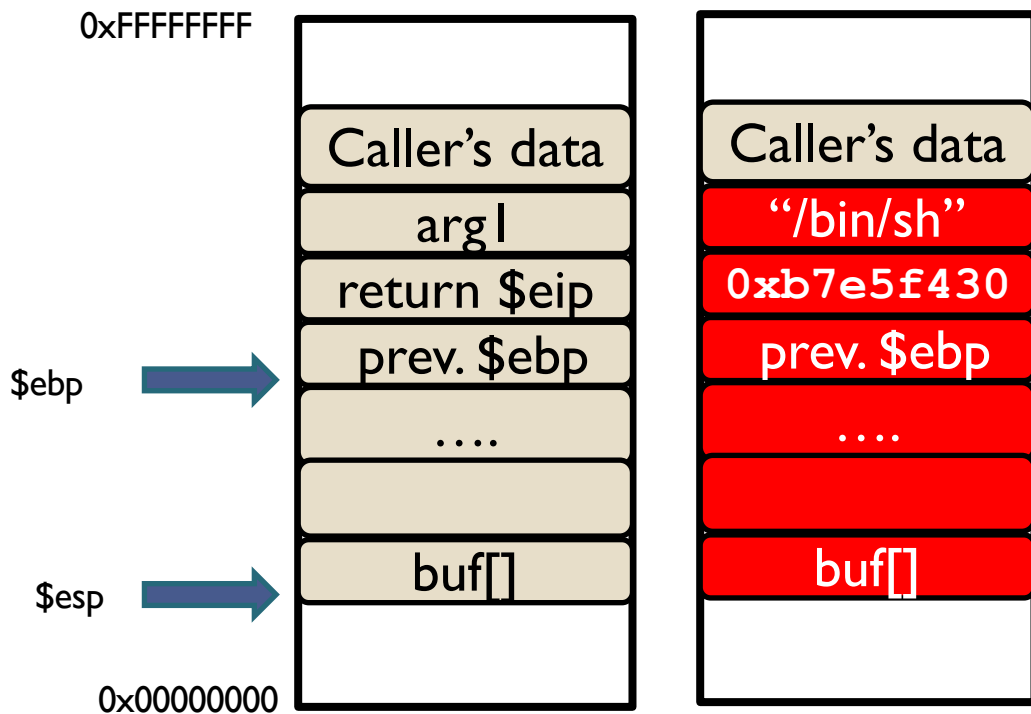 0xFFFFFFFF
Caller’s data
arg1
return $eip
prev. $ebp
$ebp
….
buf[]
$esp
0x00000000
Caller’s data
“/bin/sh”
0xb7e5f430
prev. $ebp
….
buf[]